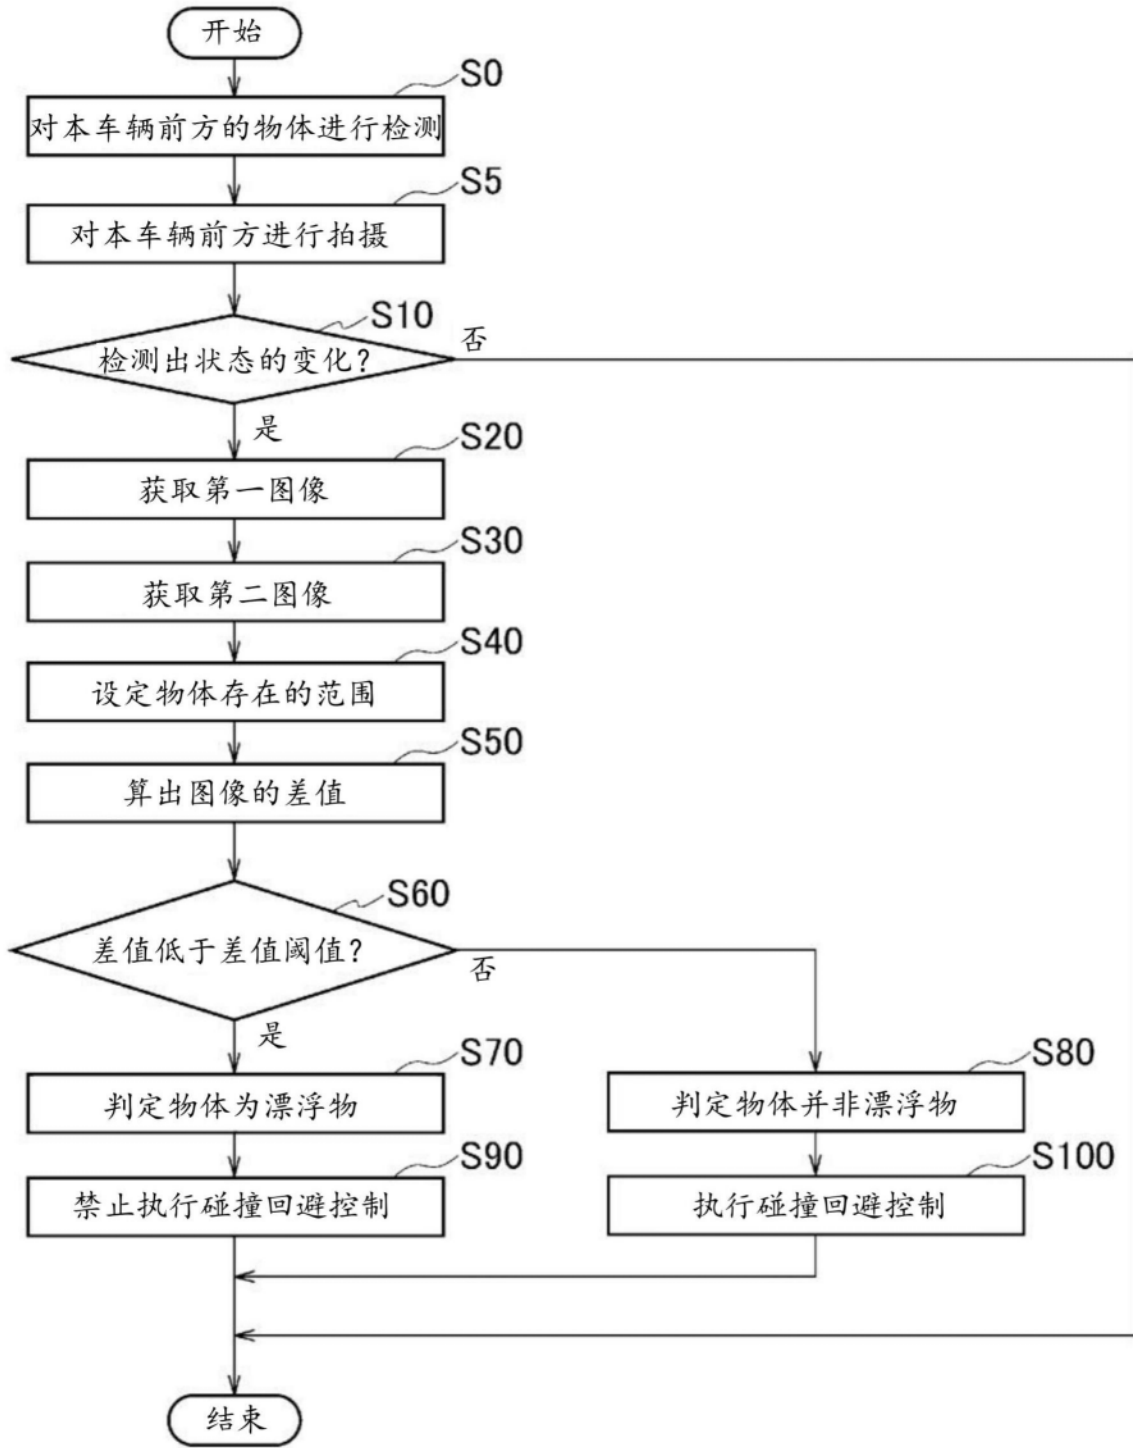 开始
S0
对本车辆前方的物体进行检测
S5
对本车辆前方进行拍摄
S10
检测出状态的变化？
否
是
S20
获取第一图像
S30
获取第二图像
S40
设定物体存在的范围
S50
算出图像的差值
S60
差值低于差值阈值？
否
是
S70
判定物体为漂浮物
S80
判定物体并非漂浮物
S90
禁止执行碰撞回避控制
S100
执行碰撞回避控制
结束